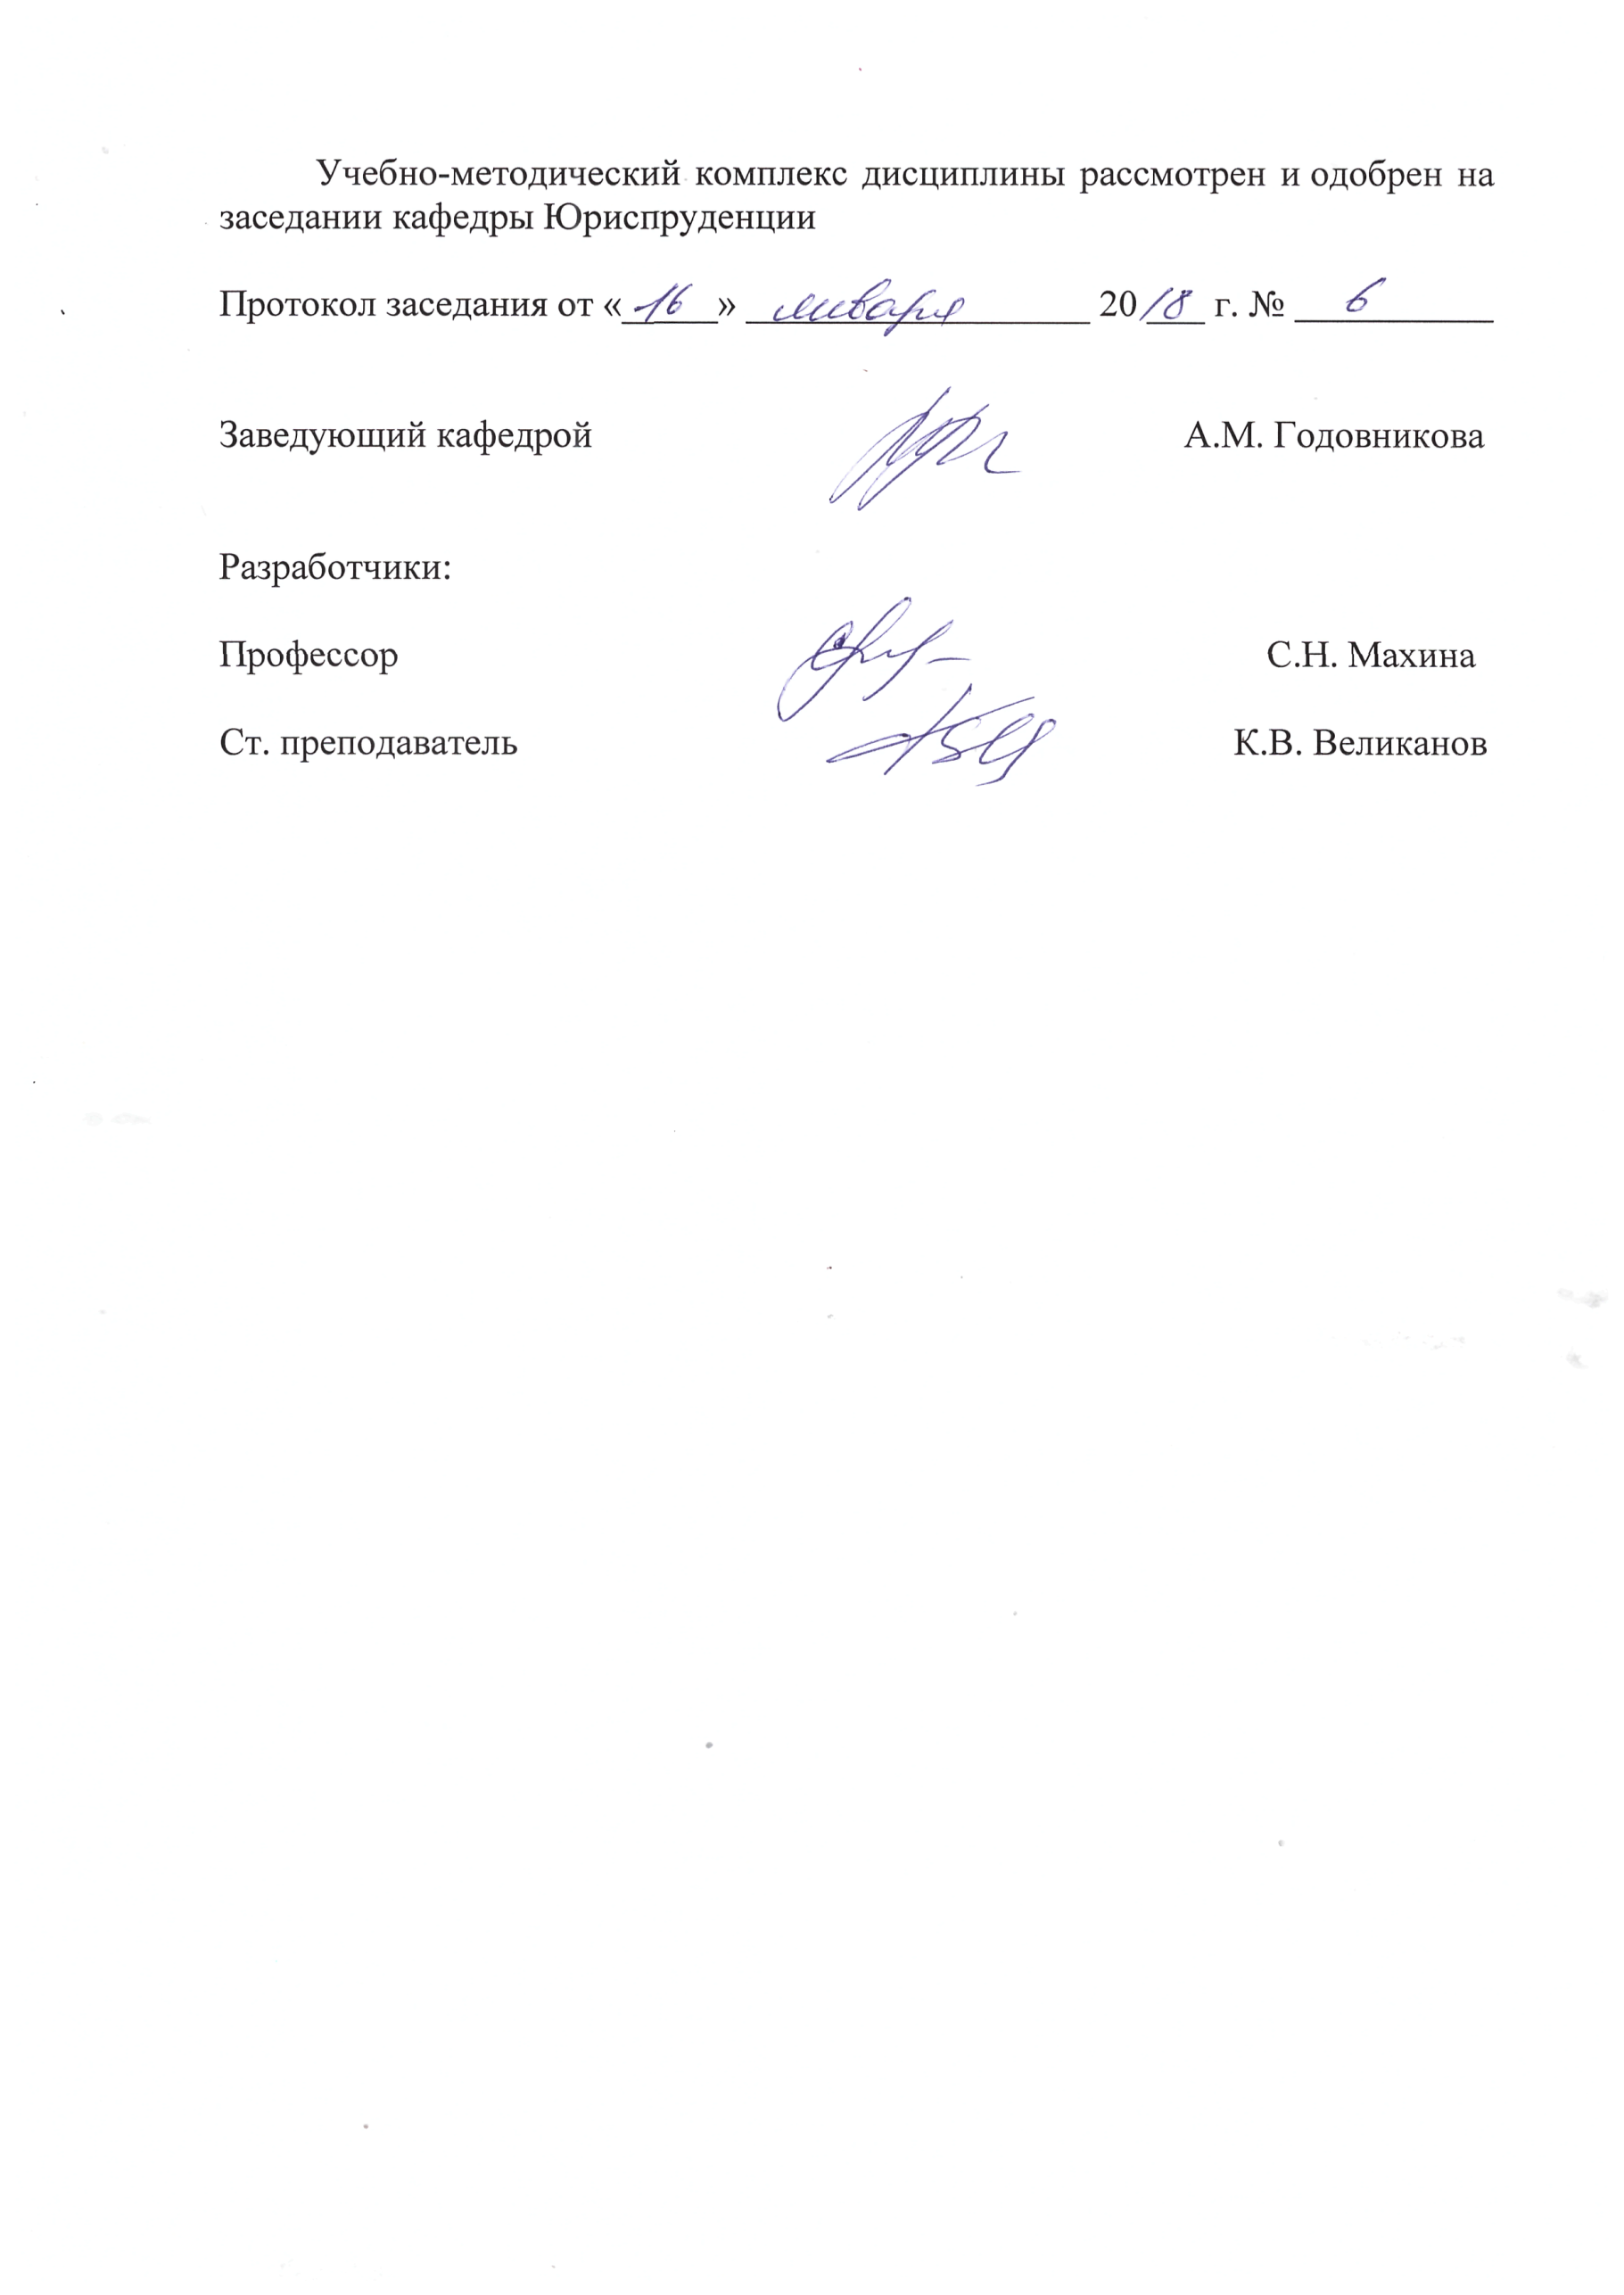 Учебно-методический комплекс дисциплины рассмотрен и одобрен на
заседании кафедры Юриспруденции
Протокол заседания от «16» января 2018 г. № 6
Заведующий кафедрой А.М. Годовникова
Разработчики:
Профессор С.Н. Махина
Ст. преподаватель К.В. Великанов